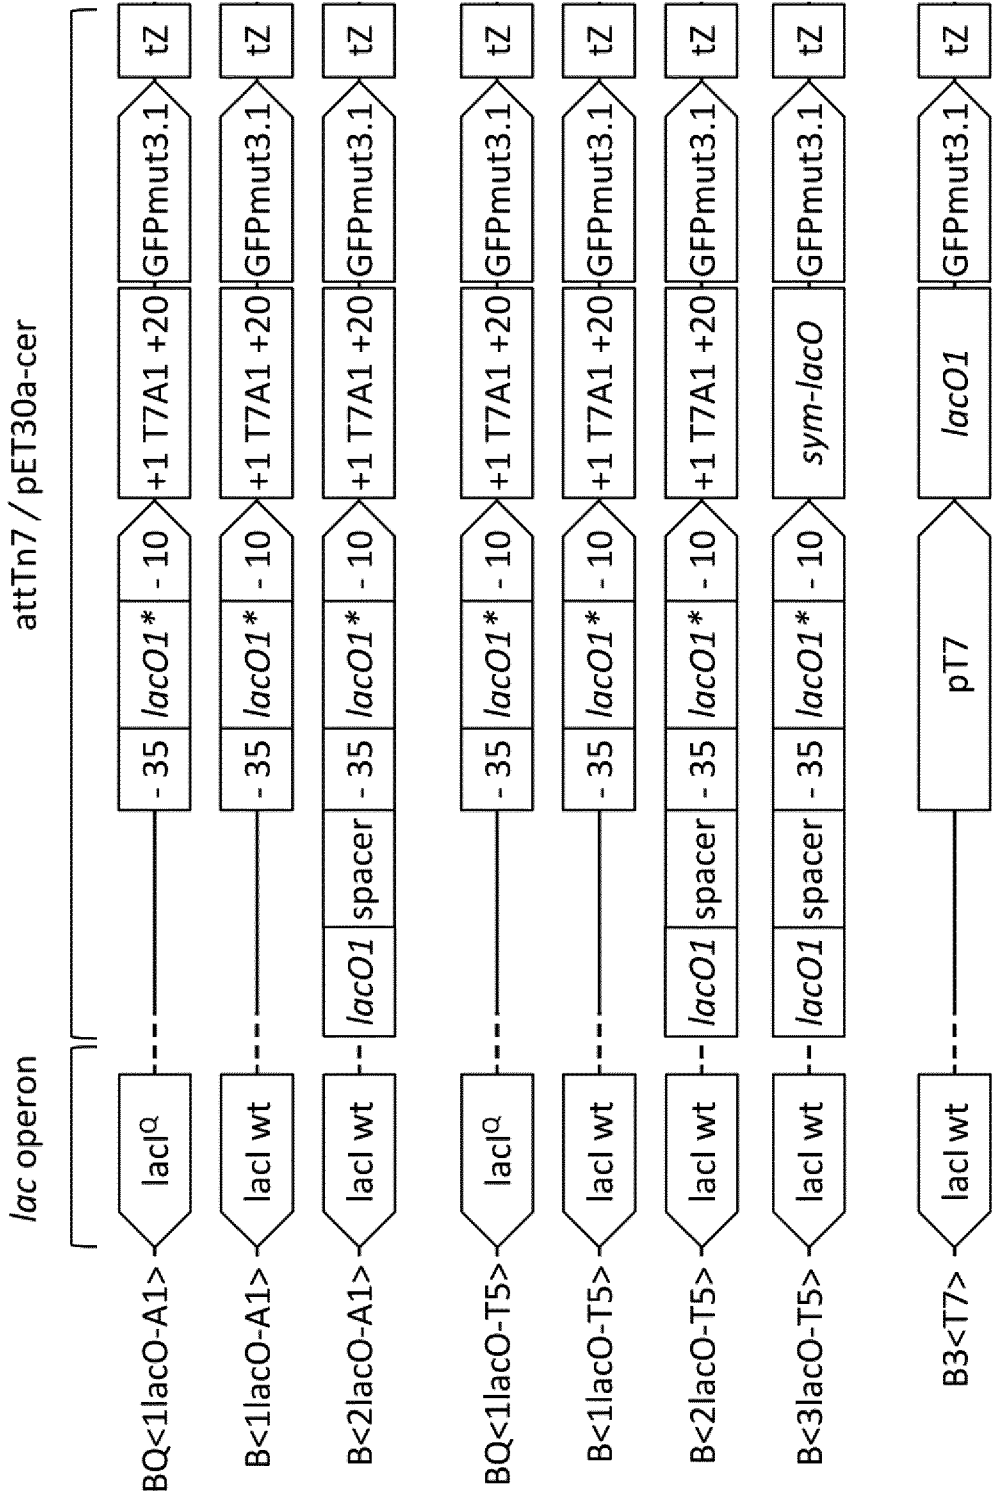 lac operon attTn7 / pET30a-cer
BQ<1lacO-A1> lacIQ - 35 lacO1* - 10 +1 T7A1 +20 GFPmut3.1 tZ
B<1lacO-A1> lacI wt - 35 lacO1* - 10 +1 T7A1 +20 GFPmut3.1 tZ
B<2lacO-A1> lacI wt lacO1 spacer - 35 lacO1* - 10 +1 T7A1 +20 GFPmut3.1 tZ
BQ<1lacO-T5> lacIQ - 35 lacO1* - 10 +1 T7A1 +20 GFPmut3.1 tZ
B<1lacO-T5> lacI wt - 35 lacO1* - 10 +1 T7A1 +20 GFPmut3.1 tZ
B<2lacO-T5> lacI wt lacO1 spacer - 35 lacO1* - 10 +1 T7A1 +20 GFPmut3.1 tZ
B<3lacO-T5> lacI wt lacO1 spacer - 35 lacO1* - 10 sym-lacO GFPmut3.1 tZ
B3<T7> lacI wt pT7 lacO1 GFPmut3.1 tZ